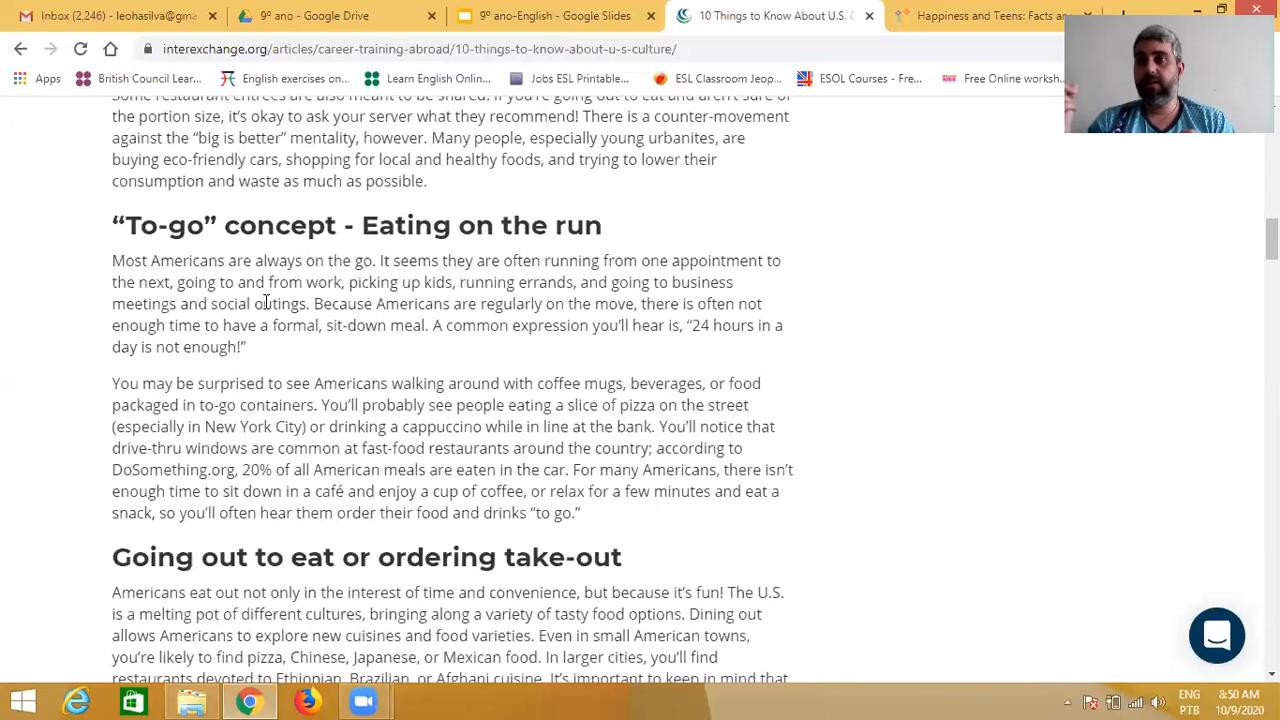 Inbox (2,246) - leohasilva@gma
9º ano - Google Drive
9º ano-English - Google Slides
10 Things to Know About U.S. C
Happiness and Teens: Facts a
interexchange.org/articles/career-training-abroad/10-things-to-know-about-u-s-culture/
Apps
British Council Lear...
English exercises on...
Learn English Onlin...
Jobs ESL Printable...
ESL Classroom Jeop...
ESOL Courses - Fre...
Free Online worksh...
Some restaurant entrees are also meant to be shared. If you're going out to eat and aren't sure of
the portion size, it's okay to ask your server what they recommend! There is a counter-movement
against the “big is better” mentality, however. Many people, especially young urbanites, are
buying eco-friendly cars, shopping for local and healthy foods, and trying to lower their
consumption and waste as much as possible.
“To-go” concept - Eating on the run
Most Americans are always on the go. It seems they are often running from one appointment to
the next, going to and from work, picking up kids, running errands, and going to business
meetings and social outings. Because Americans are regularly on the move, there is often not
enough time to have a formal, sit-down meal. A common expression you’ll hear is, “24 hours in a
day is not enough!”
You may be surprised to see Americans walking around with coffee mugs, beverages, or food
packaged in to-go containers. You’ll probably see people eating a slice of pizza on the street
(especially in New York City) or drinking a cappuccino while in line at the bank. You’ll notice that
drive-thru windows are common at fast-food restaurants around the country; according to
DoSomething.org, 20% of all American meals are eaten in the car. For many Americans, there isn’t
enough time to sit down in a café and enjoy a cup of coffee, or relax for a few minutes and eat a
snack, so you’ll often hear them order their food and drinks “to go.”
Going out to eat or ordering take-out
Americans eat out not only in the interest of time and convenience, but because it’s fun! The U.S.
is a melting pot of different cultures, bringing along a variety of tasty food options. Dining out
allows Americans to explore new cuisines and food varieties. Even in small American towns,
you’re likely to find pizza, Chinese, Japanese, or Mexican food. In larger cities, you’ll find
restaurants devoted to Ethiopian, Brazilian, or Afghani cuisine. It’s important to keep in mind that
ENG
PTB
8:50 AM
10/9/2020